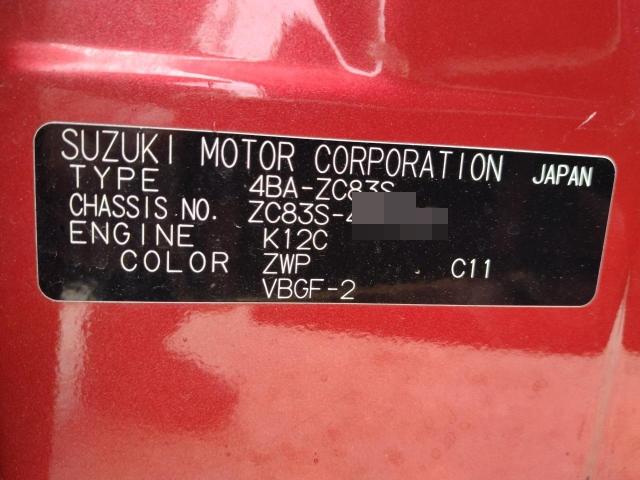 SUZUKI MOTOR CORPORATION JAPAN
TYPE 4BA-ZC83S
CHASSIS NO. ZC83S-
ENGINE K12C
COLOR ZWP C11
VBGF-2